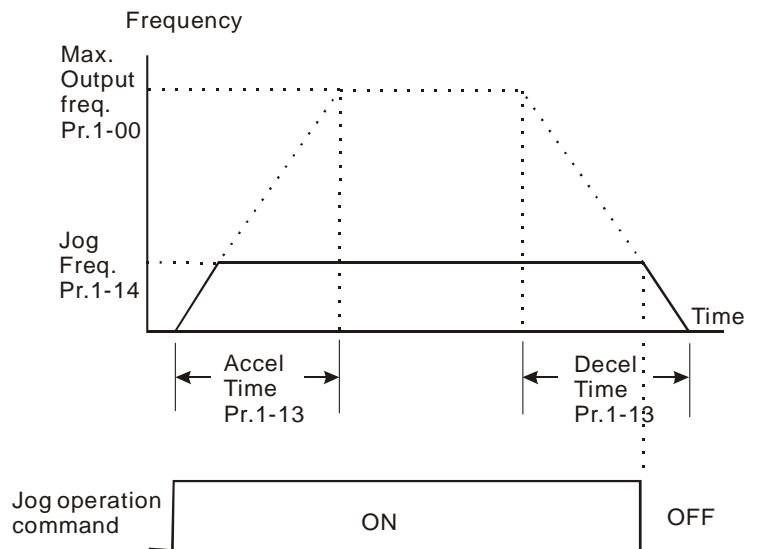 Frequency
Max.
Output
freq.
Pr.1-00
Jog
Freq.
Pr.1-14
Time
Accel
Time
Pr.1-13
Decel
Time
Pr.1-13
Jog operation
command
ON
OFF